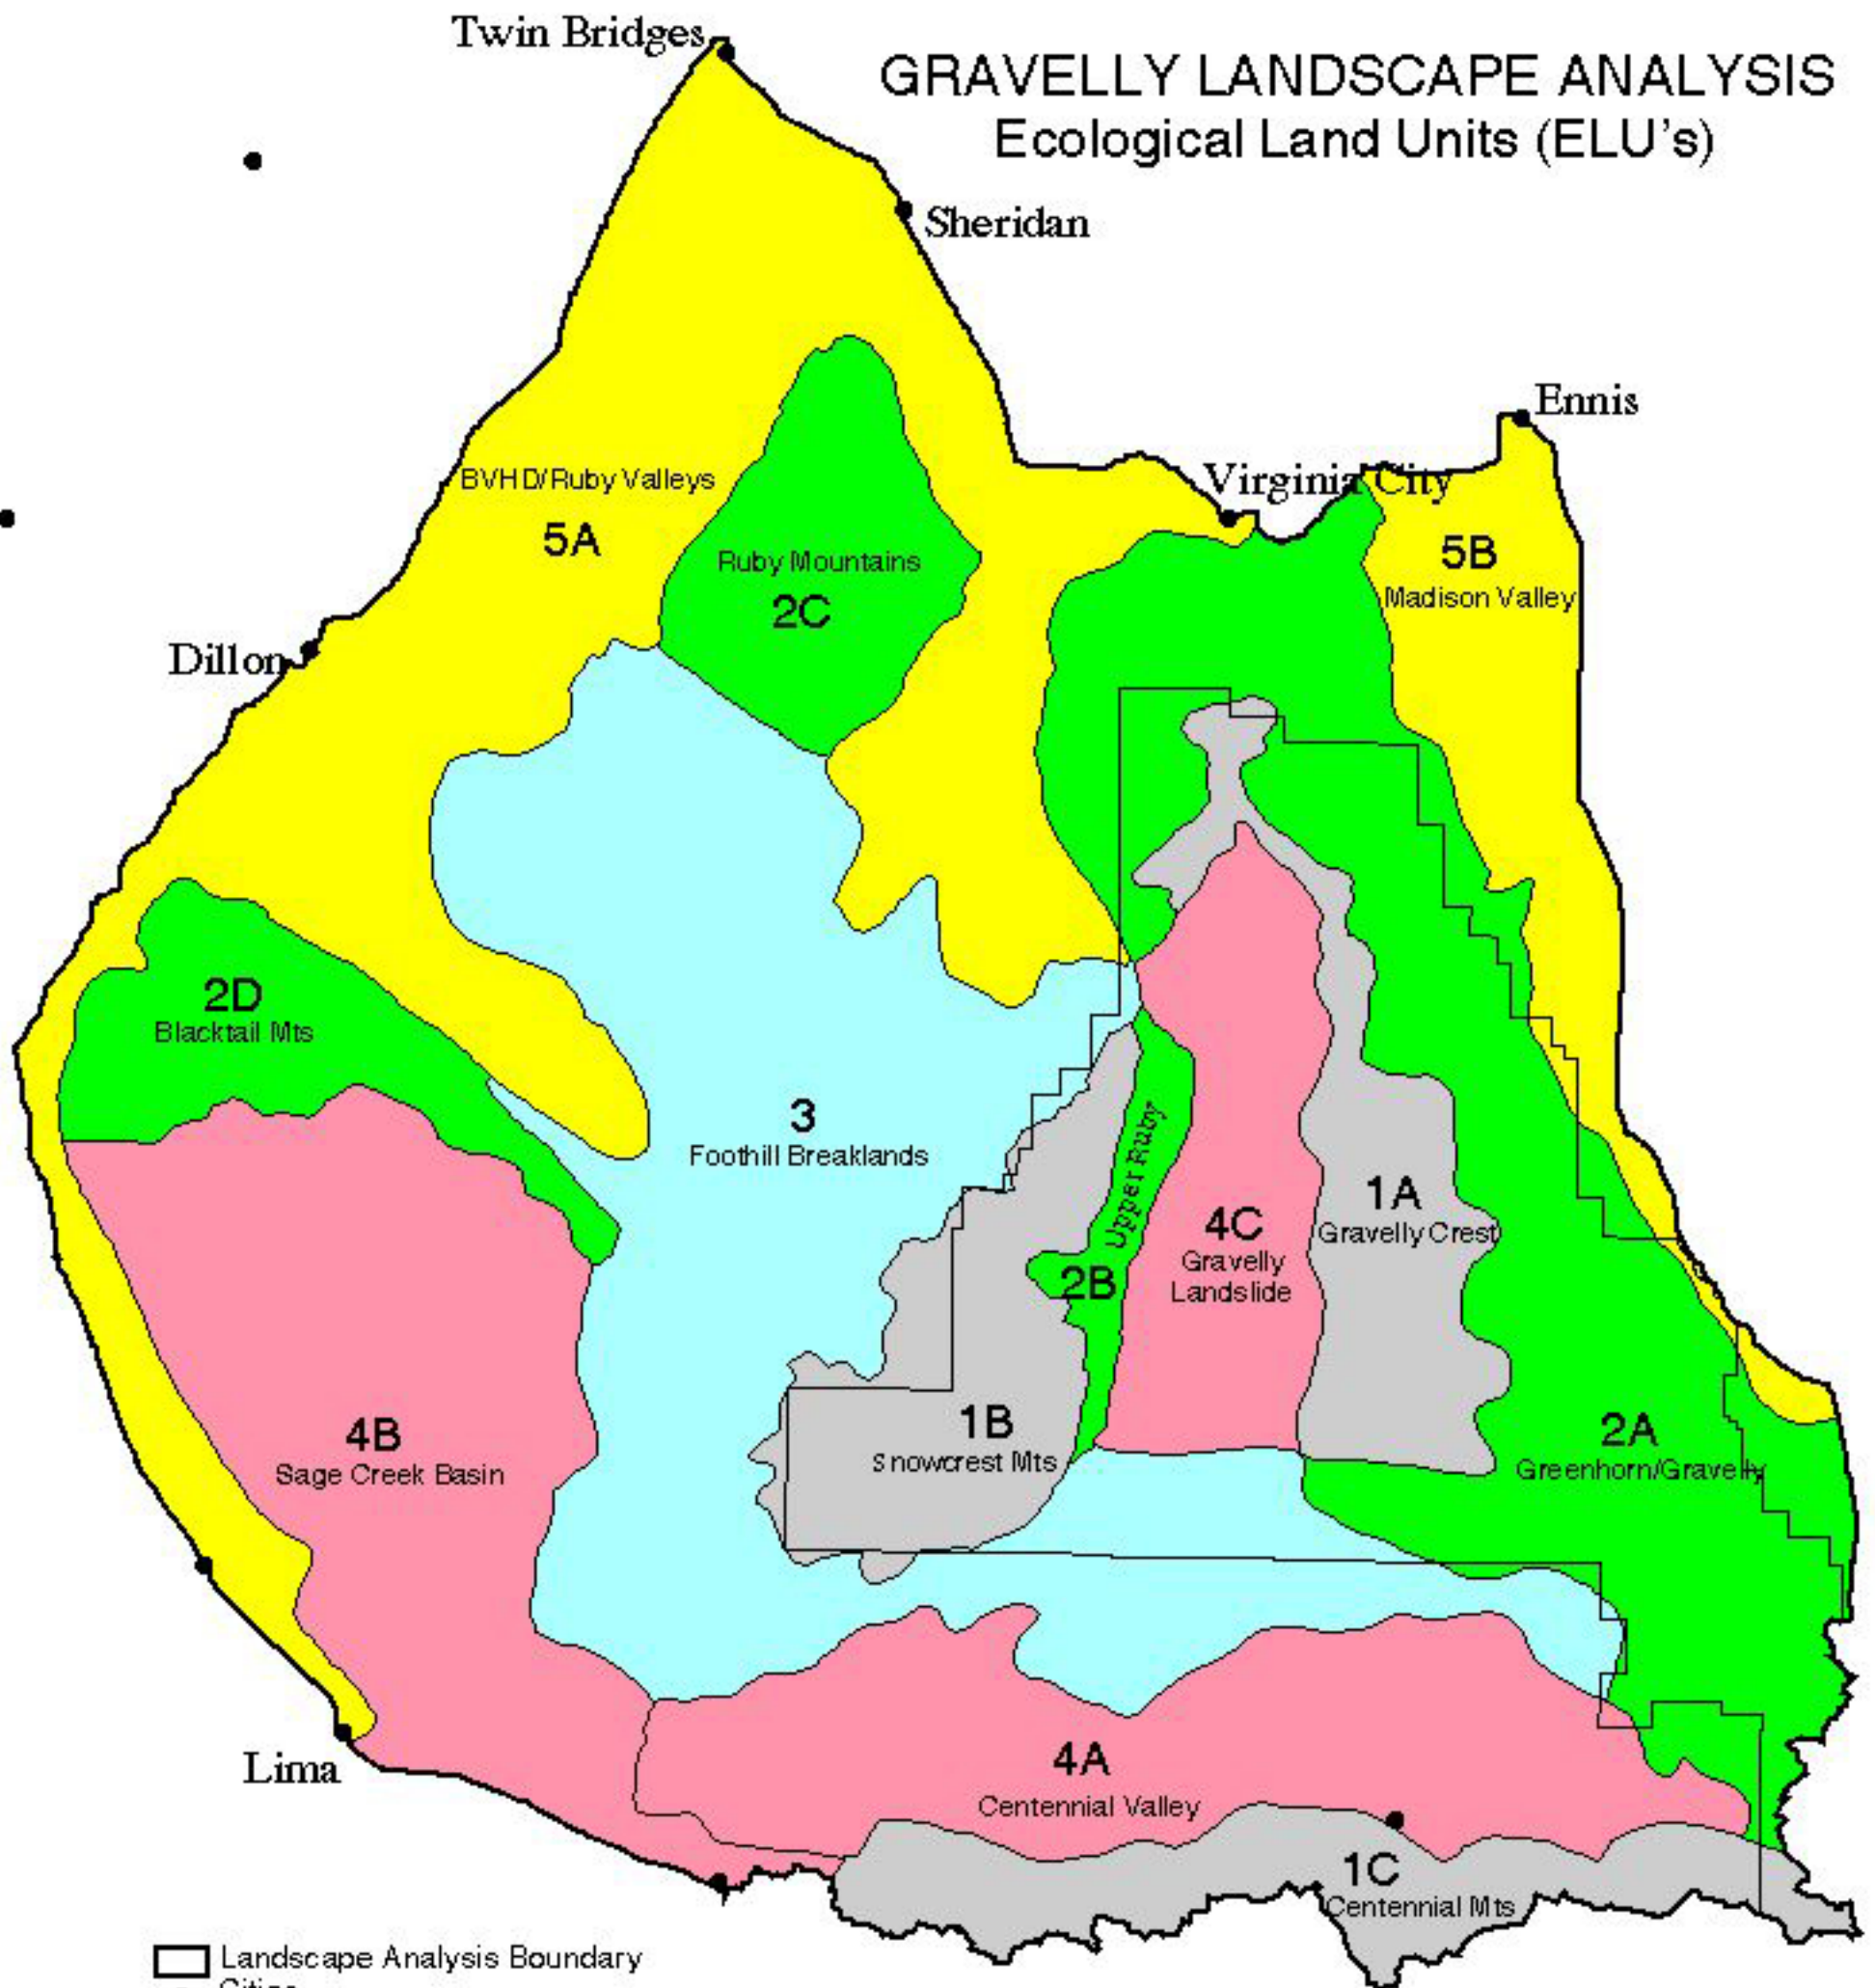 Twin Bridges
GRAVELLY LANDSCAPE ANALYSIS
Ecological Land Units (ELU's)
Sheridan
Ennis
BVHD/Ruby Valleys
5A
Virginia City
Ruby Mountains
2C
5B
Madison Valley
Dillon
2D
Blacktail Mts
3
Foothill Breaklands
Upper Ruby
2B
4C
Gravelly
Landslide
1A
Gravelly Crest
4B
Sage Creek Basin
1B
Snowcrest Mts
2A
Greenhorn/Gravelly
Lima
4A
Centennial Valley
1C
Centennial Mts
Landscape Analysis Boundary